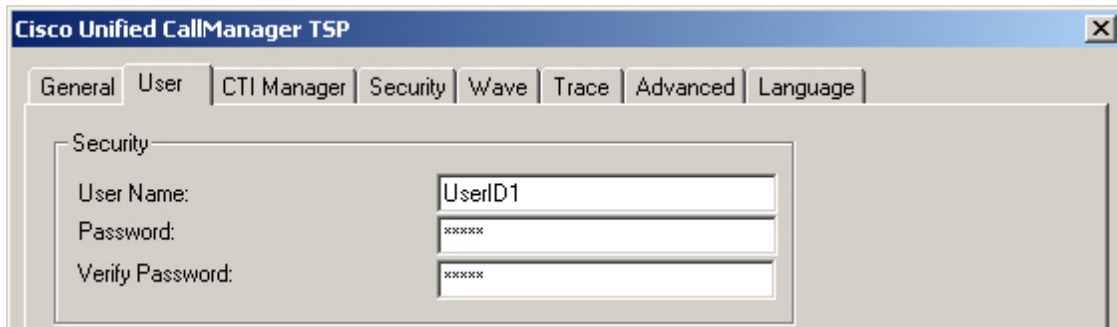 Cisco Unified CallManager TSP
General User CTI Manager Security Wave Trace Advanced Language
Security
User Name: UserID1
Password: *****
Verify Password: *****